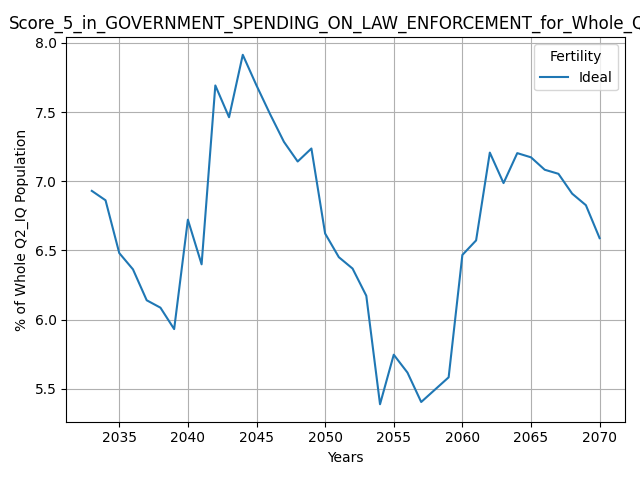 Score_5_in_GOVERNMENT_SPENDING_ON_LAW_ENFORCEMENT_for_Whole_Q
Fertility
Ideal
% of Whole Q2_IQ Population
8.0
7.5
7.0
6.5
6.0
5.5
2035 2040 2045 2050 2055 2060 2065 2070
Years